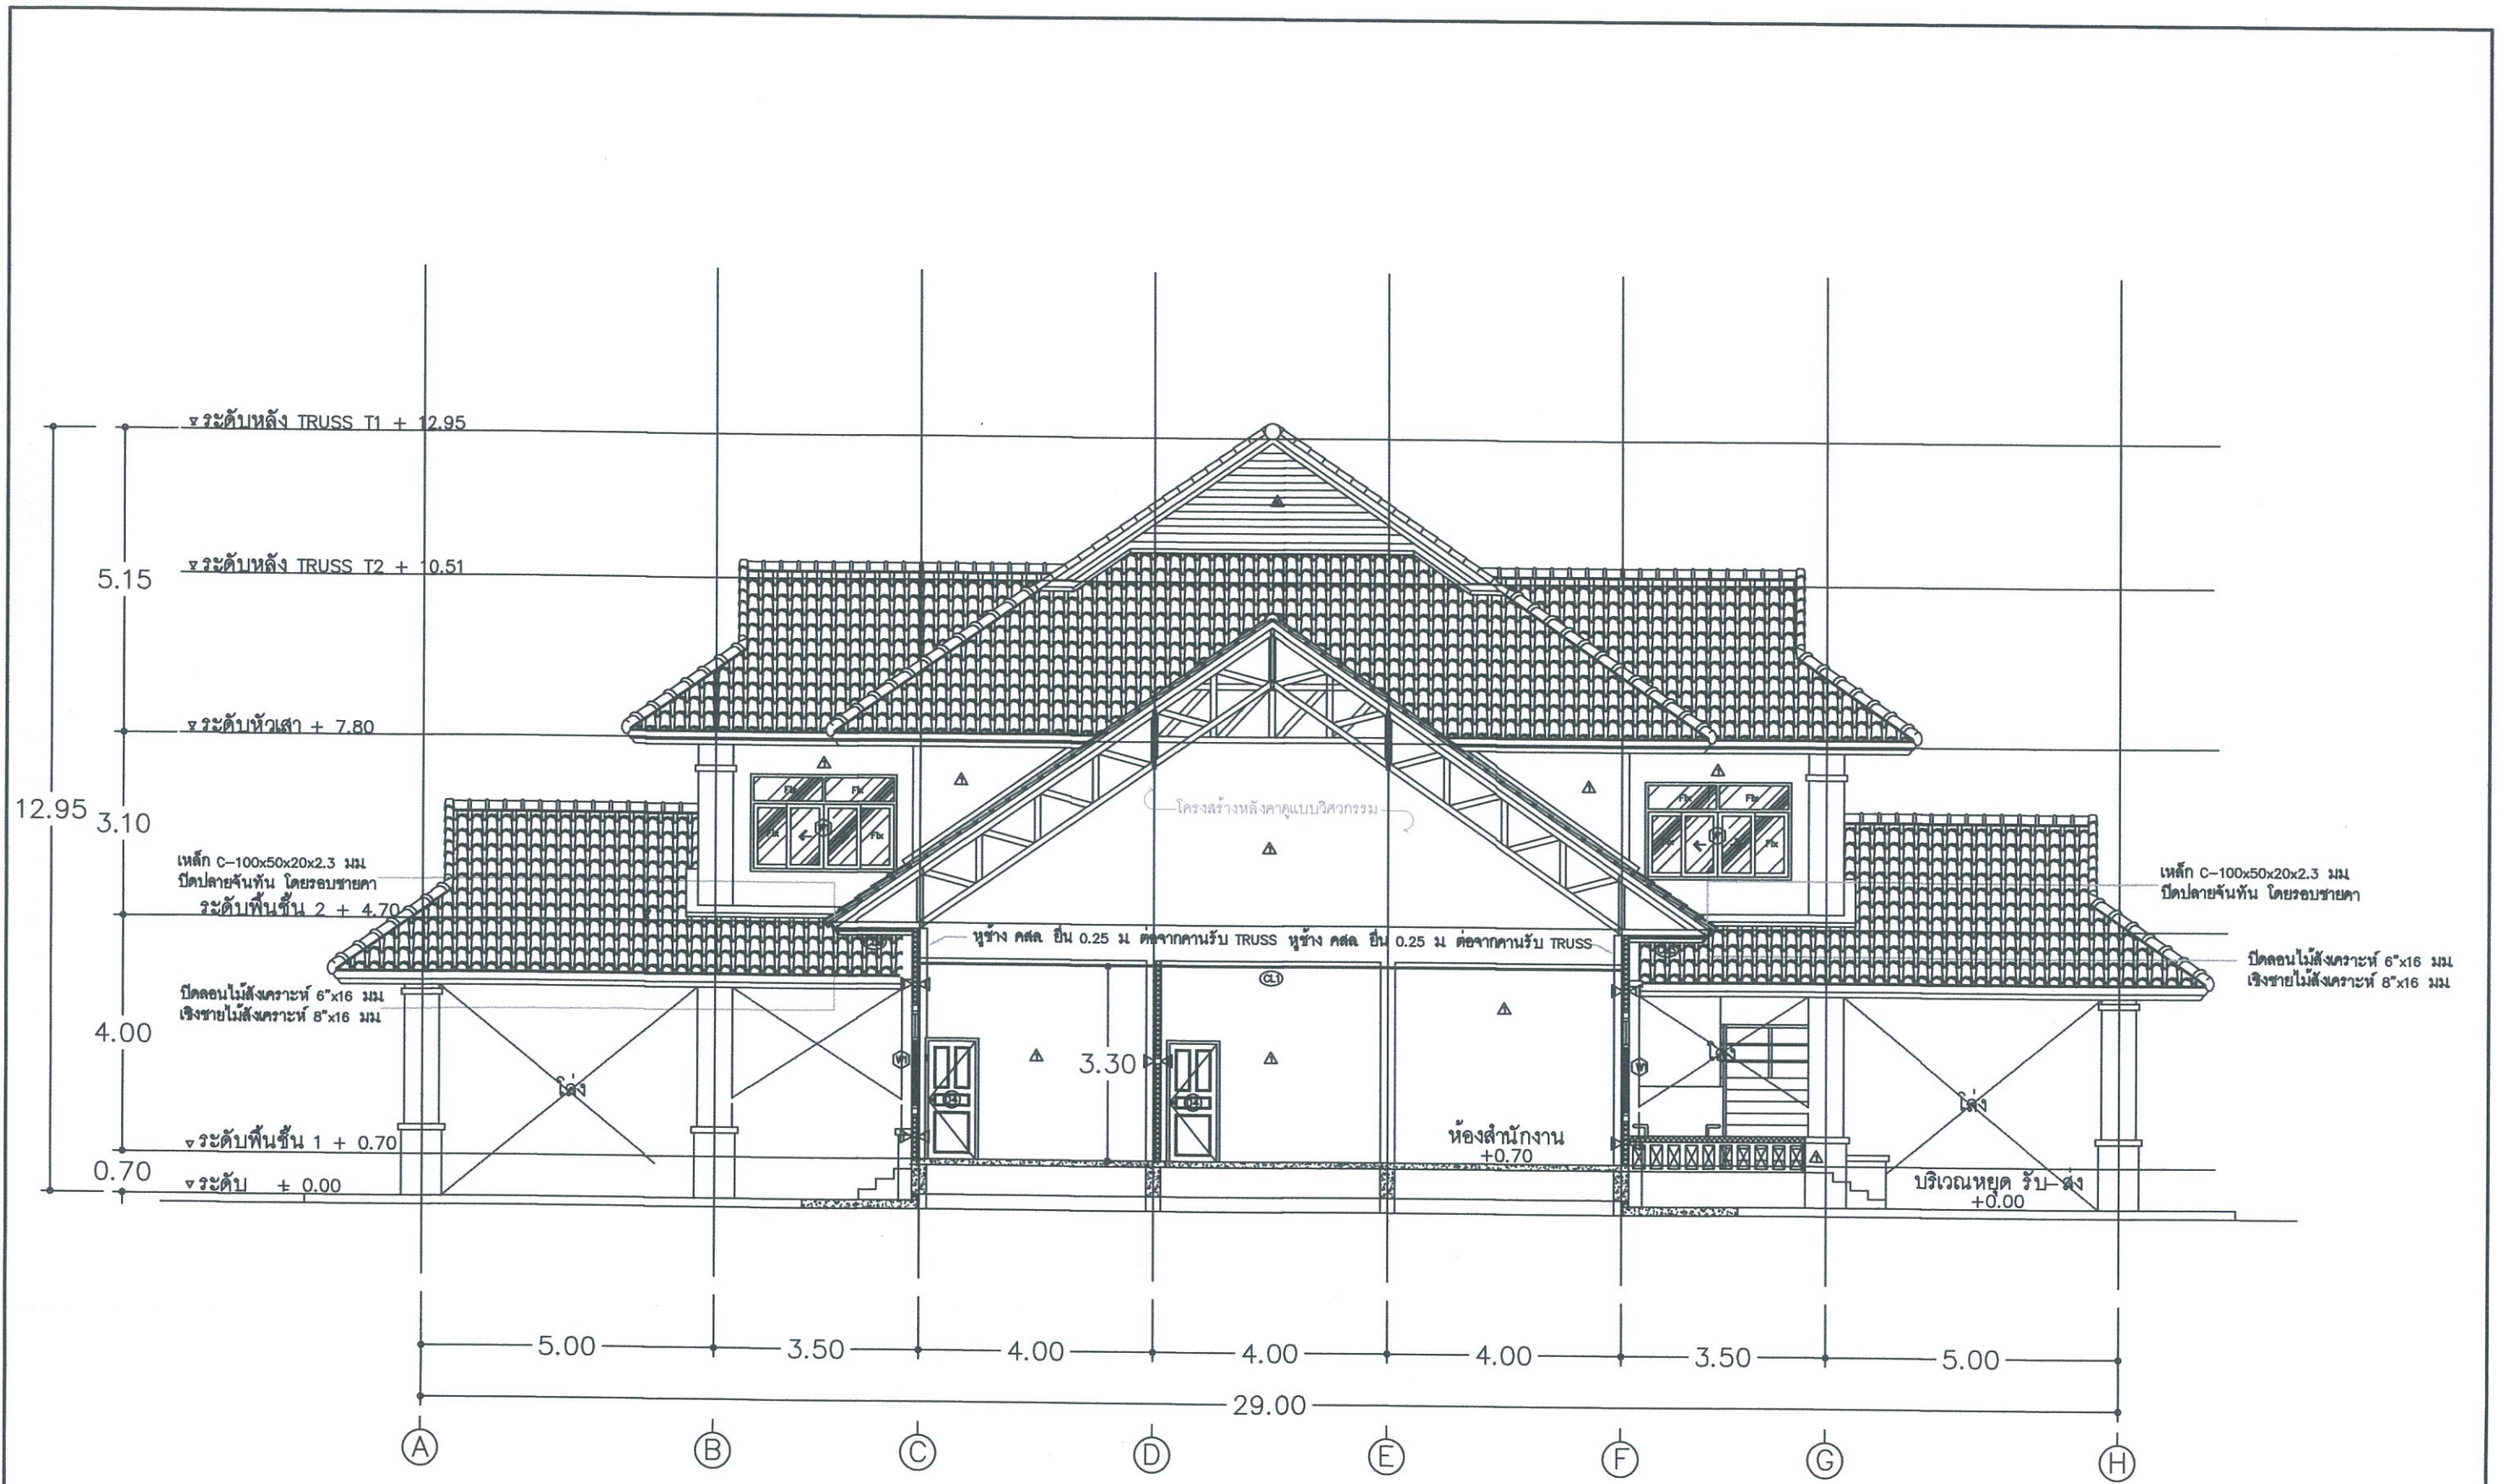 ระดับหลัง TRUSS T1 + 12.95
ระดับหลัง TRUSS T2 + 10.51
5.15
ระดับหัวเสา + 7.80
12.95
3.10
Fix Fix
Fix W1 Fix
Fix Fix
Fix W1 Fix
โครงสร้างหลังคาดูแบบวิศวกรรม
เหล็ก C-100x50x20x2.3 มม.
ปิดปลายจันทัน โดยรอบชายคา
เหล็ก C-100x50x20x2.3 มม.
ปิดปลายจันทัน โดยรอบชายคา
ระดับพื้นชั้น 2 + 4.70
หูช้าง คสล. ยื่น 0.25 ม. ต่อจากคานรับ TRUSS หูช้าง คสล. ยื่น 0.25 ม. ต่อจากคานรับ TRUSS
ปิดลอนไม้สังเคราะห์ 6"x16 มม.
เชิงชายไม้สังเคราะห์ 8"x16 มม.
ปิดลอนไม้สังเคราะห์ 6"x16 มม.
เชิงชายไม้สังเคราะห์ 8"x16 มม.
CL1
4.00
3.30
W1
W1
โล่ง
โล่ง
โล่ง
ระดับพื้นชั้น 1 + 0.70
ห้องสำนักงาน
+0.70
0.70
ระดับ ± 0.00
บริเวณหยุด รับ-ส่ง
+0.00
5.00 3.50 4.00 4.00 4.00 3.50 5.00
29.00
A B C D E F G H